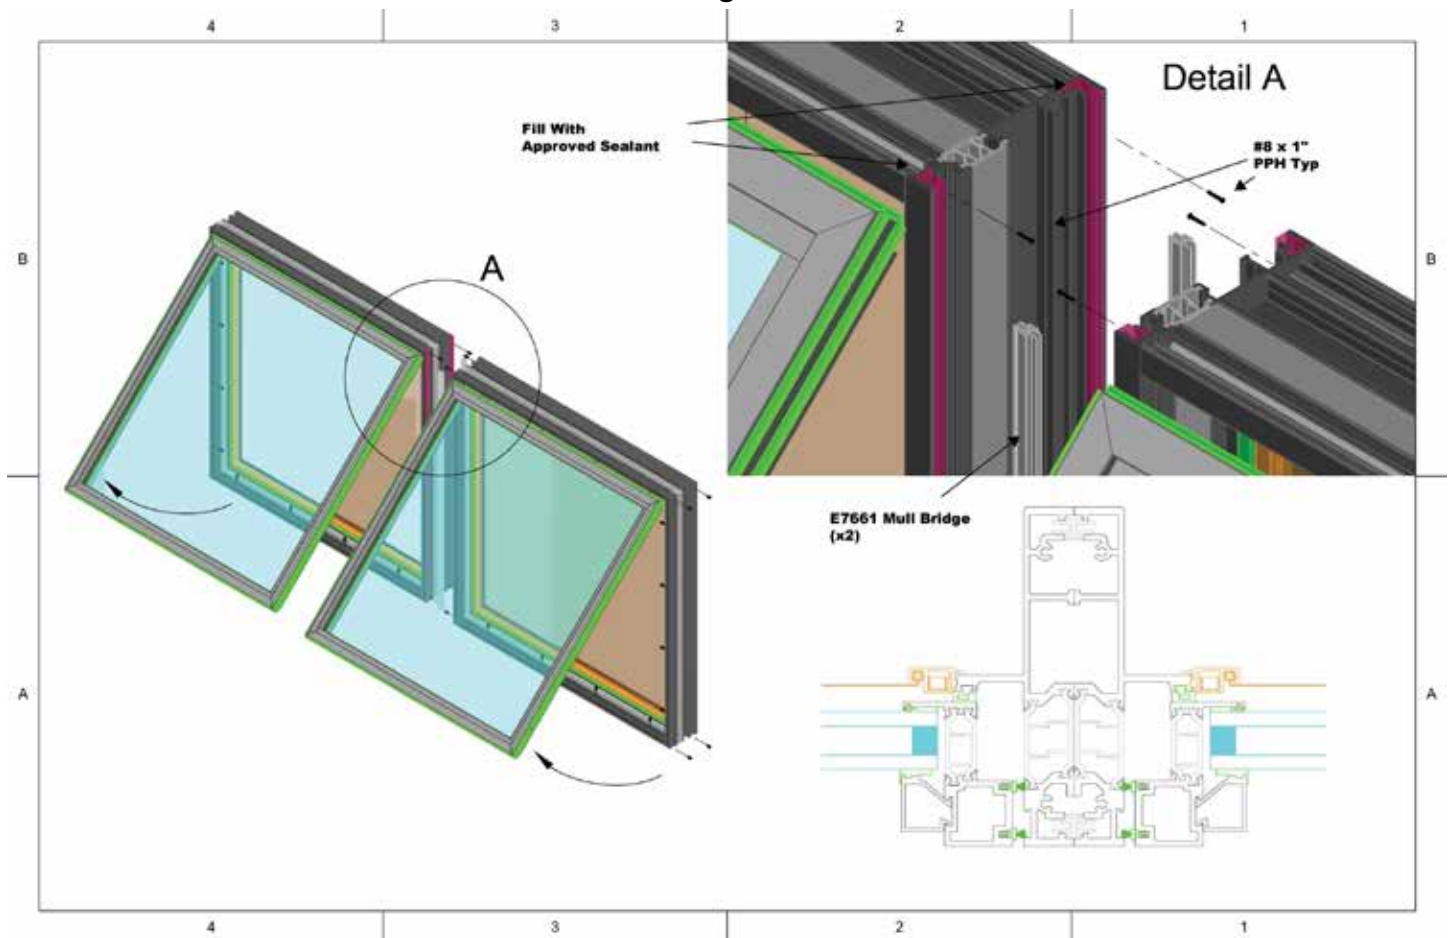 4
3
2
1
Detail A
Fill With
Approved Sealant
#8 x 1"
PPH Typ
B
A
B
E7661 Mull Bridge
(x2)
A
A
4
3
2
1